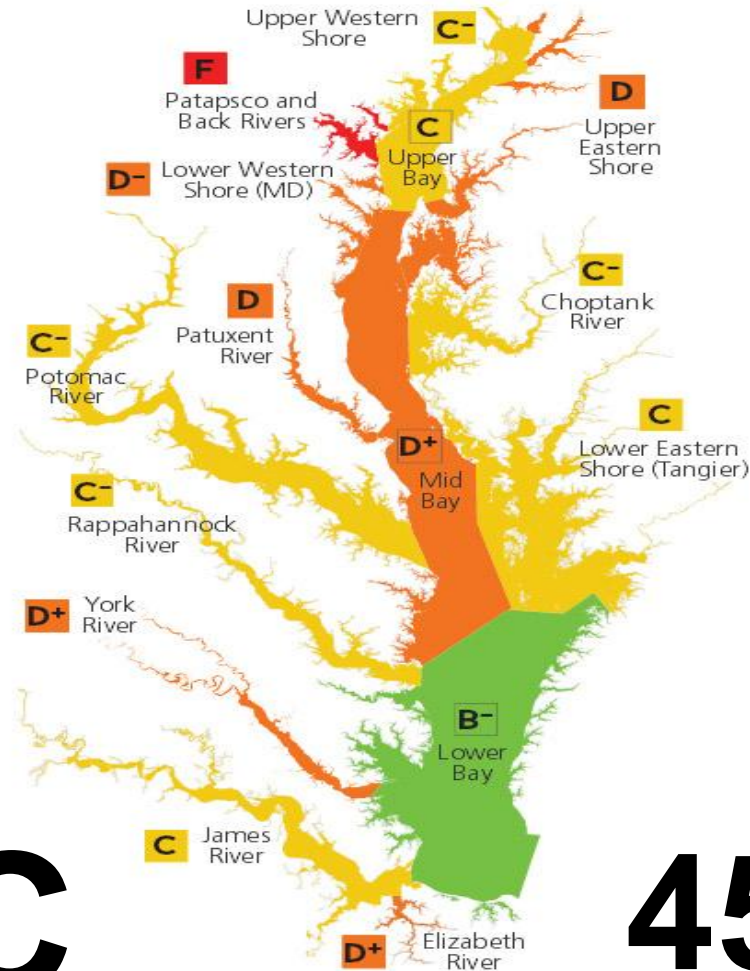 Upper Western
Shore
C-
F
Patapsco and
Back Rivers
D
Upper
Eastern
Shore
C
Upper
Bay
D-
Lower Western
Shore (MD)
C-
Choptank
River
D
Patuxent
River
C-
Potomac
River
C
Lower Eastern
Shore (Tangier)
D+
Mid
Bay
C-
Rappahannock
River
D+
York
River
B-
Lower
Bay
C
James
River
D+
Elizabeth
River
C
45